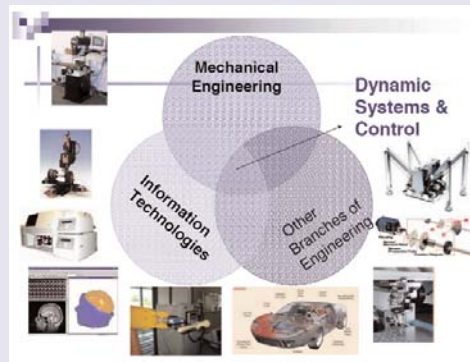 Mechanical
Engineering
Dynamic
Systems &
Control
Information
Technologies
Other
Branches of
Engineering